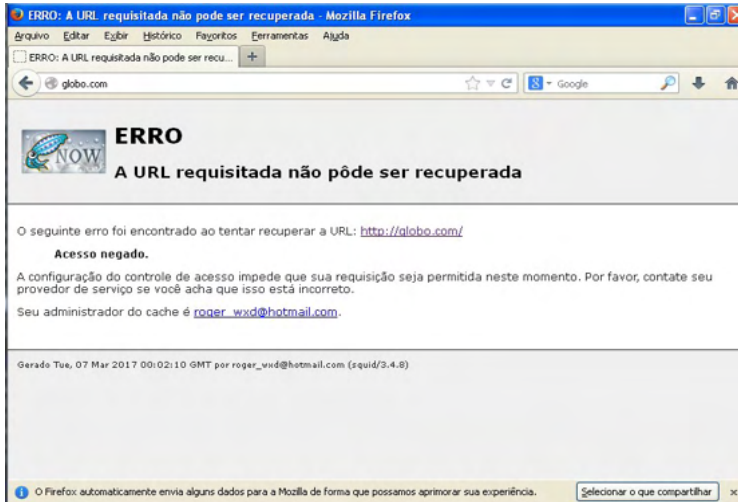 ERRO: A URL requisitada não pode ser recuperada - Mozilla Firefox
Arquivo Editar Exibir Histórico Favoritos Ferramentas Ajuda
ERRO: A URL requisitada não pode ser recu... +
globo.com Google
NOW
ERRO
A URL requisitada não pôde ser recuperada
O seguinte erro foi encontrado ao tentar recuperar a URL: http://globo.com/
Acesso negado.
A configuração do controle de acesso impede que sua requisição seja permitida neste momento. Por favor, contate seu
provedor de serviço se você acha que isso está incorreto.
Seu administrador do cache é roger_wxd@hotmail.com.
Gerado Tue, 07 Mar 2017 00:02:10 GMT por roger_wxd@hotmail.com (squid/3.4.8)
O Firefox automaticamente envia alguns dados para a Mozilla de forma que possamos aprimorar sua experiência. Selecionar o que compartilhar x